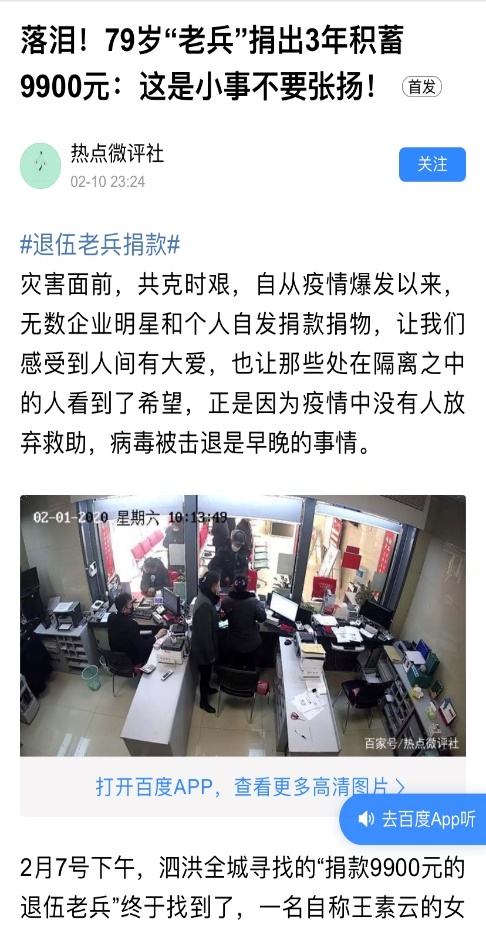 落泪！79岁“老兵”捐出3年积蓄
9900元：这是小事不要张扬！ 首发
热点微评社
关注
02-10 23:24
#退伍老兵捐款#
灾害面前，共克时艰，自从疫情爆发以来，
无数企业明星和个人自发捐款捐物，让我们
感受到人间有大爱，也让那些处在隔离之中
的人看到了希望，正是因为疫情中没有人放
弃救助，病毒被击退是早晚的事情。
02-01-2020 星期六 10:13:49
百家号/热点微评社
打开百度APP，查看更多高清图片
去百度App听
2月7号下午，泗洪全城寻找的“捐款9900元的
退伍老兵”终于找到了，一名自称王素云的女